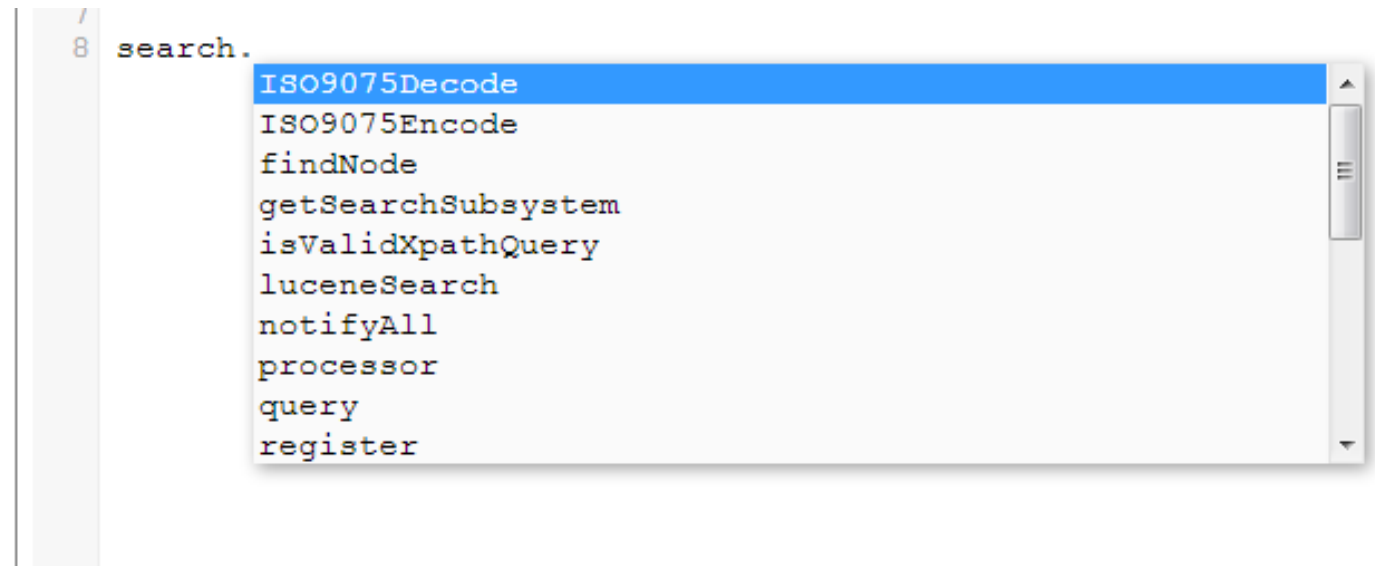 7
8 search.
ISO9075Decode
ISO9075Encode
findNode
getSearchSubsystem
isValidXpathQuery
luceneSearch
notifyAll
processor
query
register